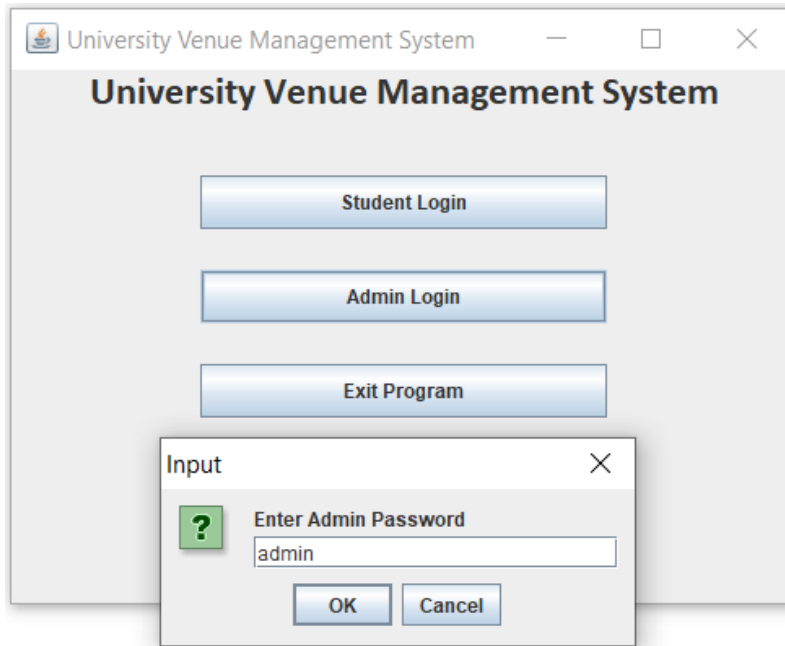 University Venue Management System
University Venue Management System
Student Login
Admin Login
Exit Program
Input
?
Enter Admin Password
admin
OK Cancel